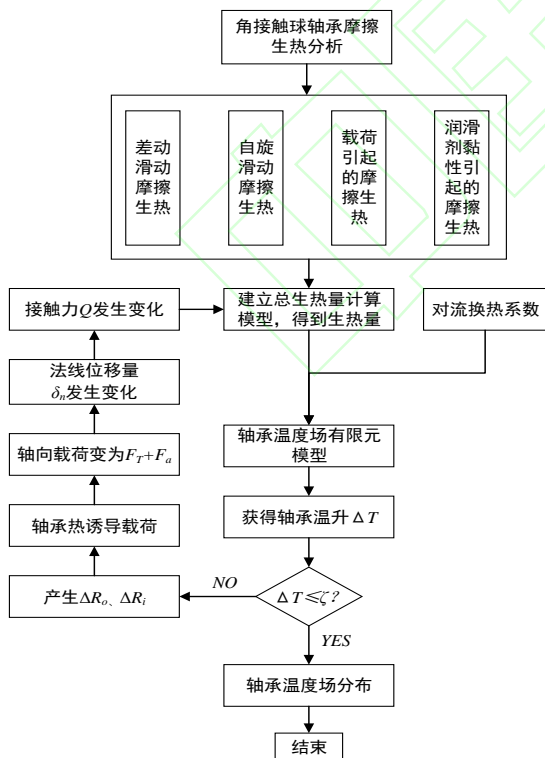 角接触球轴承摩擦
生热分析
差动
滑动
摩擦
生热
自旋
滑动
摩擦
生热
载荷
引起
的摩
擦生
热
润滑
剂黏
性引
起的
摩擦
生热
接触力Q发生变化
建立总生热量计算
模型，得到生热量
对流换热系数
法线位移量
δn发生变化
轴向载荷变为FT+Fa
轴承温度场有限元
模型
轴承热诱导载荷
获得轴承温升△T
产生ΔRo、ΔRi
NO
△T≤ζ?
YES
轴承温度场分布
结束